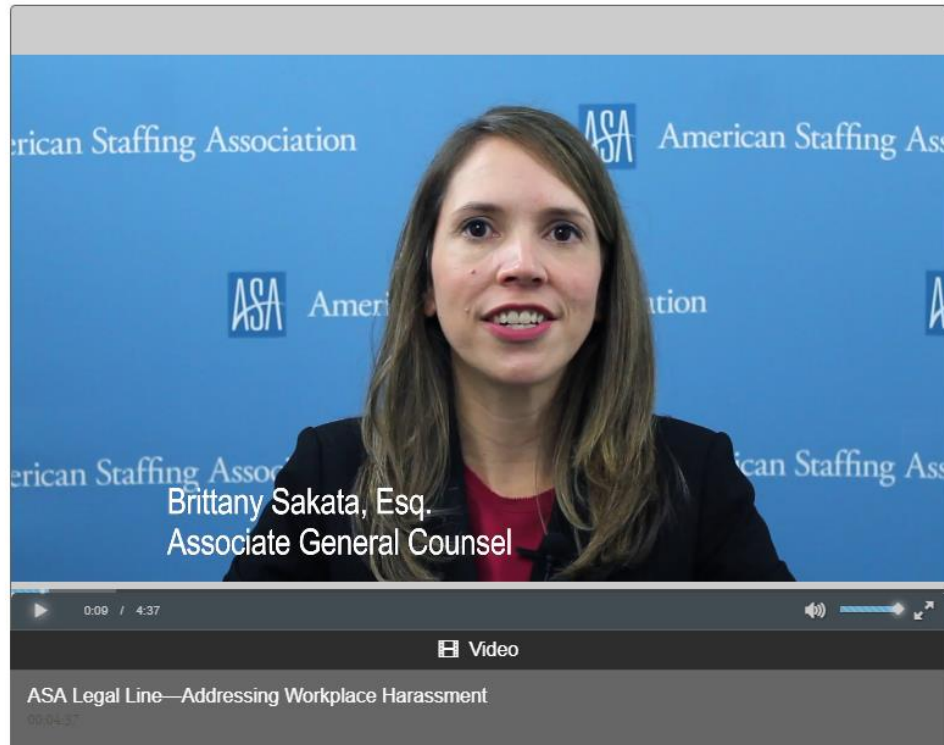 erican Staffing Association
ASA American Staffing Ass
ASA Ameri
ation
erican Staffing Assoc
ican Staffing Ass
Brittany Sakata, Esq.
Associate General Counsel
0:09 / 4:37
Video
ASA Legal Line—Addressing Workplace Harassment
00:04:37